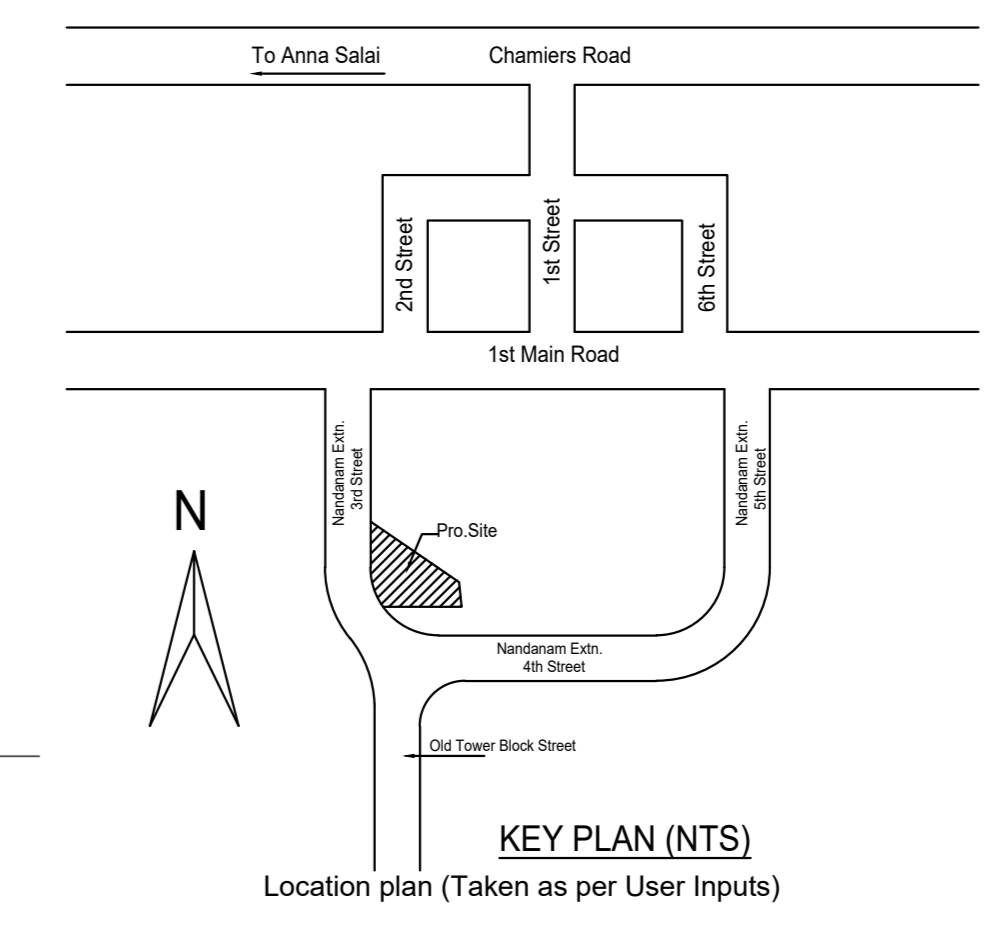 To Anna Salai
Chamiers Road
2nd Street
1st Street
6th Street
1st Main Road
Nandanam Extn.
3rd Street
Nandanam Extn.
5th Street
N
Pro.Site
Nandanam Extn.
4th Street
Old Tower Block Street
KEY PLAN (NTS)
Location plan (Taken as per User Inputs)